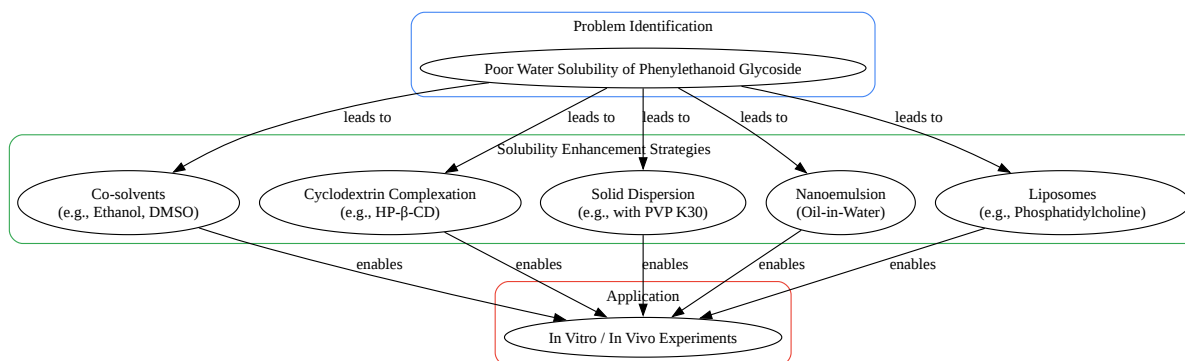 Problem Identification
Poor Water Solubility of Phenylethanoid Glycoside
leads to
leads to
leads to
leads to
leads to
Solubility Enhancement Strategies
Co-solvents
(e.g., Ethanol, DMSO)
Cyclodextrin Complexation
(e.g., HP-β-CD)
Solid Dispersion
(e.g., with PVP K30)
Nanoemulsion
(Oil-in-Water)
Liposomes
(e.g., Phosphatidylcholine)
enables
enables
enables
enables
enables
Application
In Vitro / In Vivo Experiments